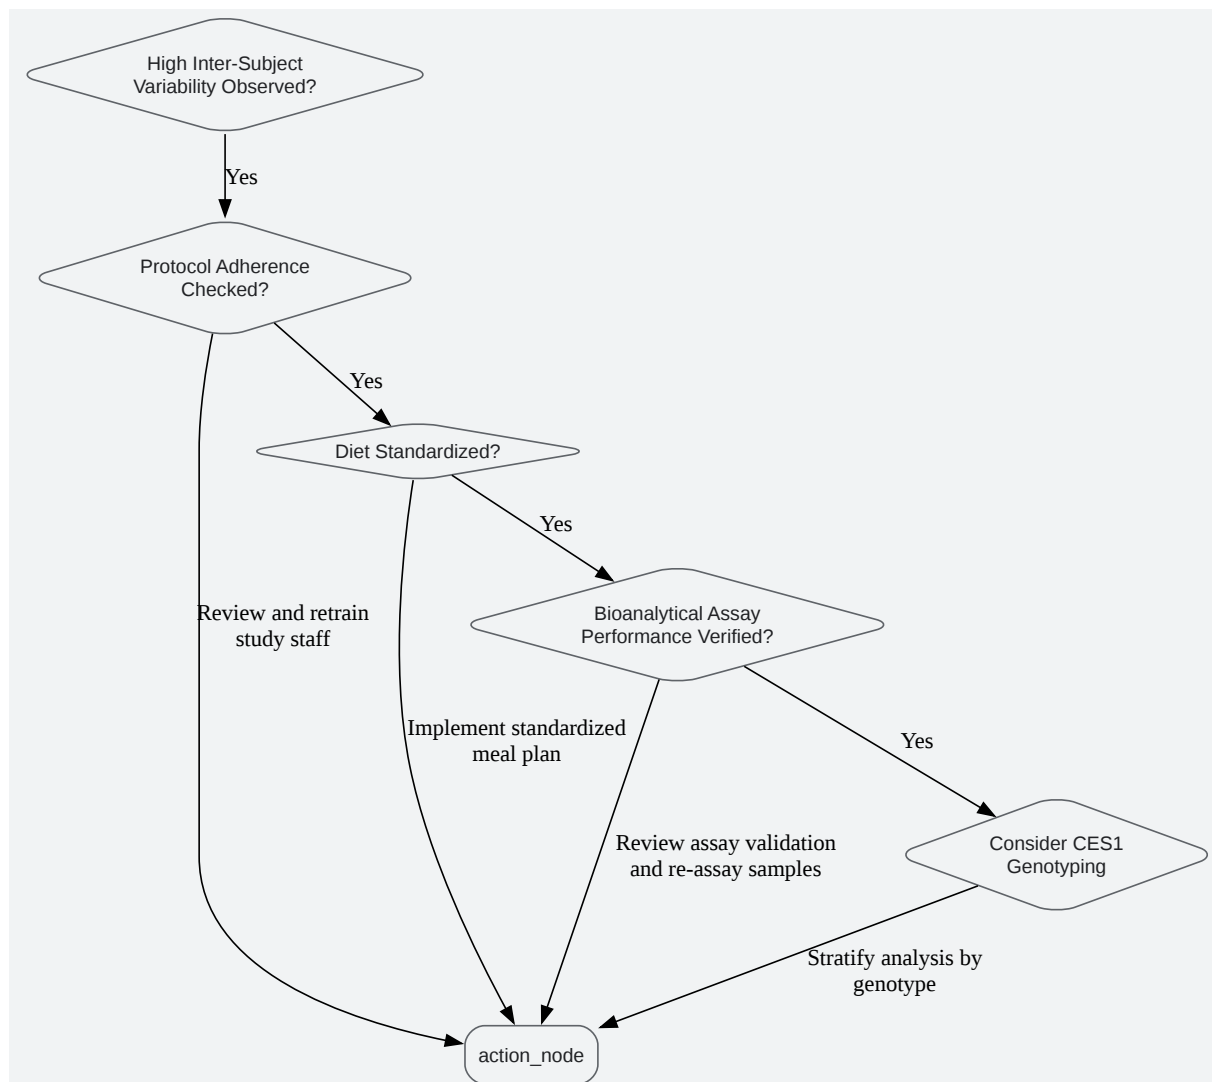 High Inter-Subject
Variability Observed?
Yes
Protocol Adherence
Checked?
Yes
Diet Standardized?
Yes
Review and retrain
study staff
Bioanalytical Assay
Performance Verified?
Implement standardized
meal plan
Yes
Review assay validation
and re-assay samples
Consider CES1
Genotyping
Stratify analysis by
genotype
action_node